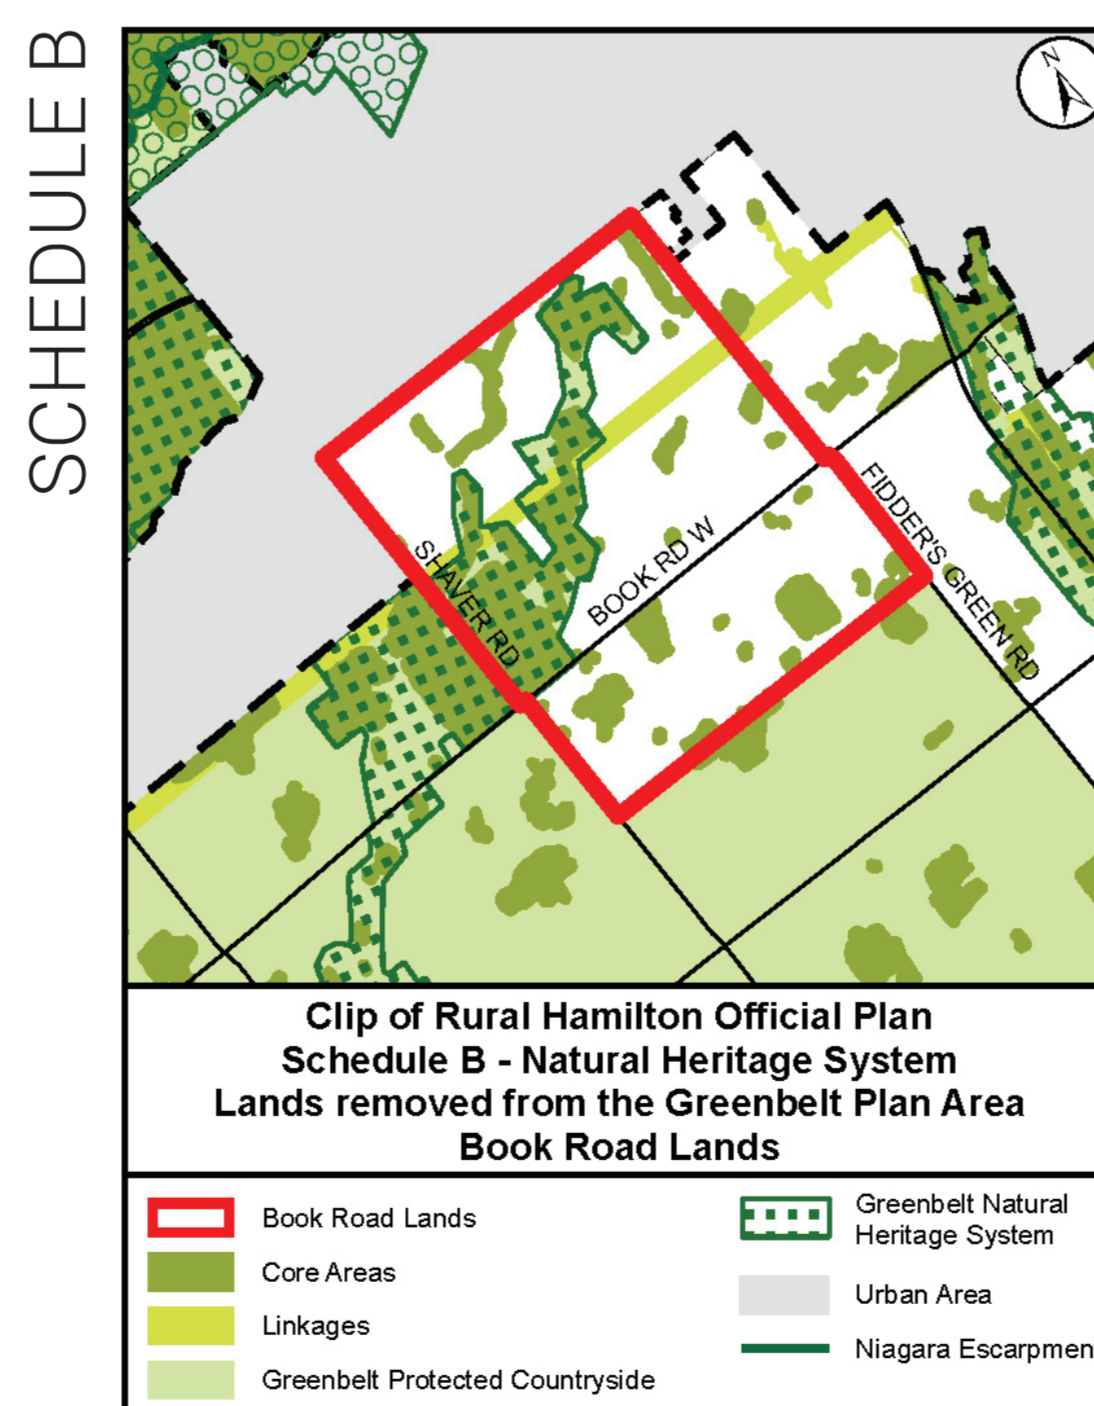 SCHEDULE B
N
SHAVER RD
BOOK RD W
FIDDER'S GREEN RD
Clip of Rural Hamilton Official Plan
Schedule B - Natural Heritage System
Lands removed from the Greenbelt Plan Area
Book Road Lands
Book Road Lands
Core Areas
Linkages
Greenbelt Protected Countryside
Greenbelt Natural
Heritage System
Urban Area
Niagara Escarpmen